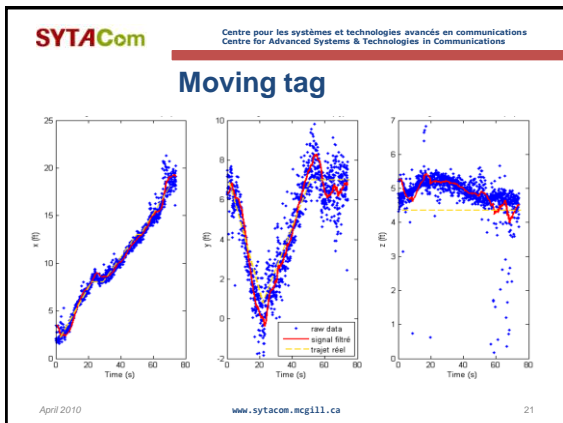 SYTACom
Centre pour les systèmes et technologies avancés en communications
Centre for Advanced Systems & Technologies in Communications
Moving tag
25
20
15
10
5
0
x (ft)
0 20 40 60 80
Time (s)
10
8
6
4
2
0
-2
y (ft)
0 20 40 60 80
Time (s)
raw data
signal filtré
trajet réel
7
6
5
4
3
2
1
0
z (ft)
0 20 40 60 80
Time (s)
April 2010
www.sytacom.mcgill.ca
21